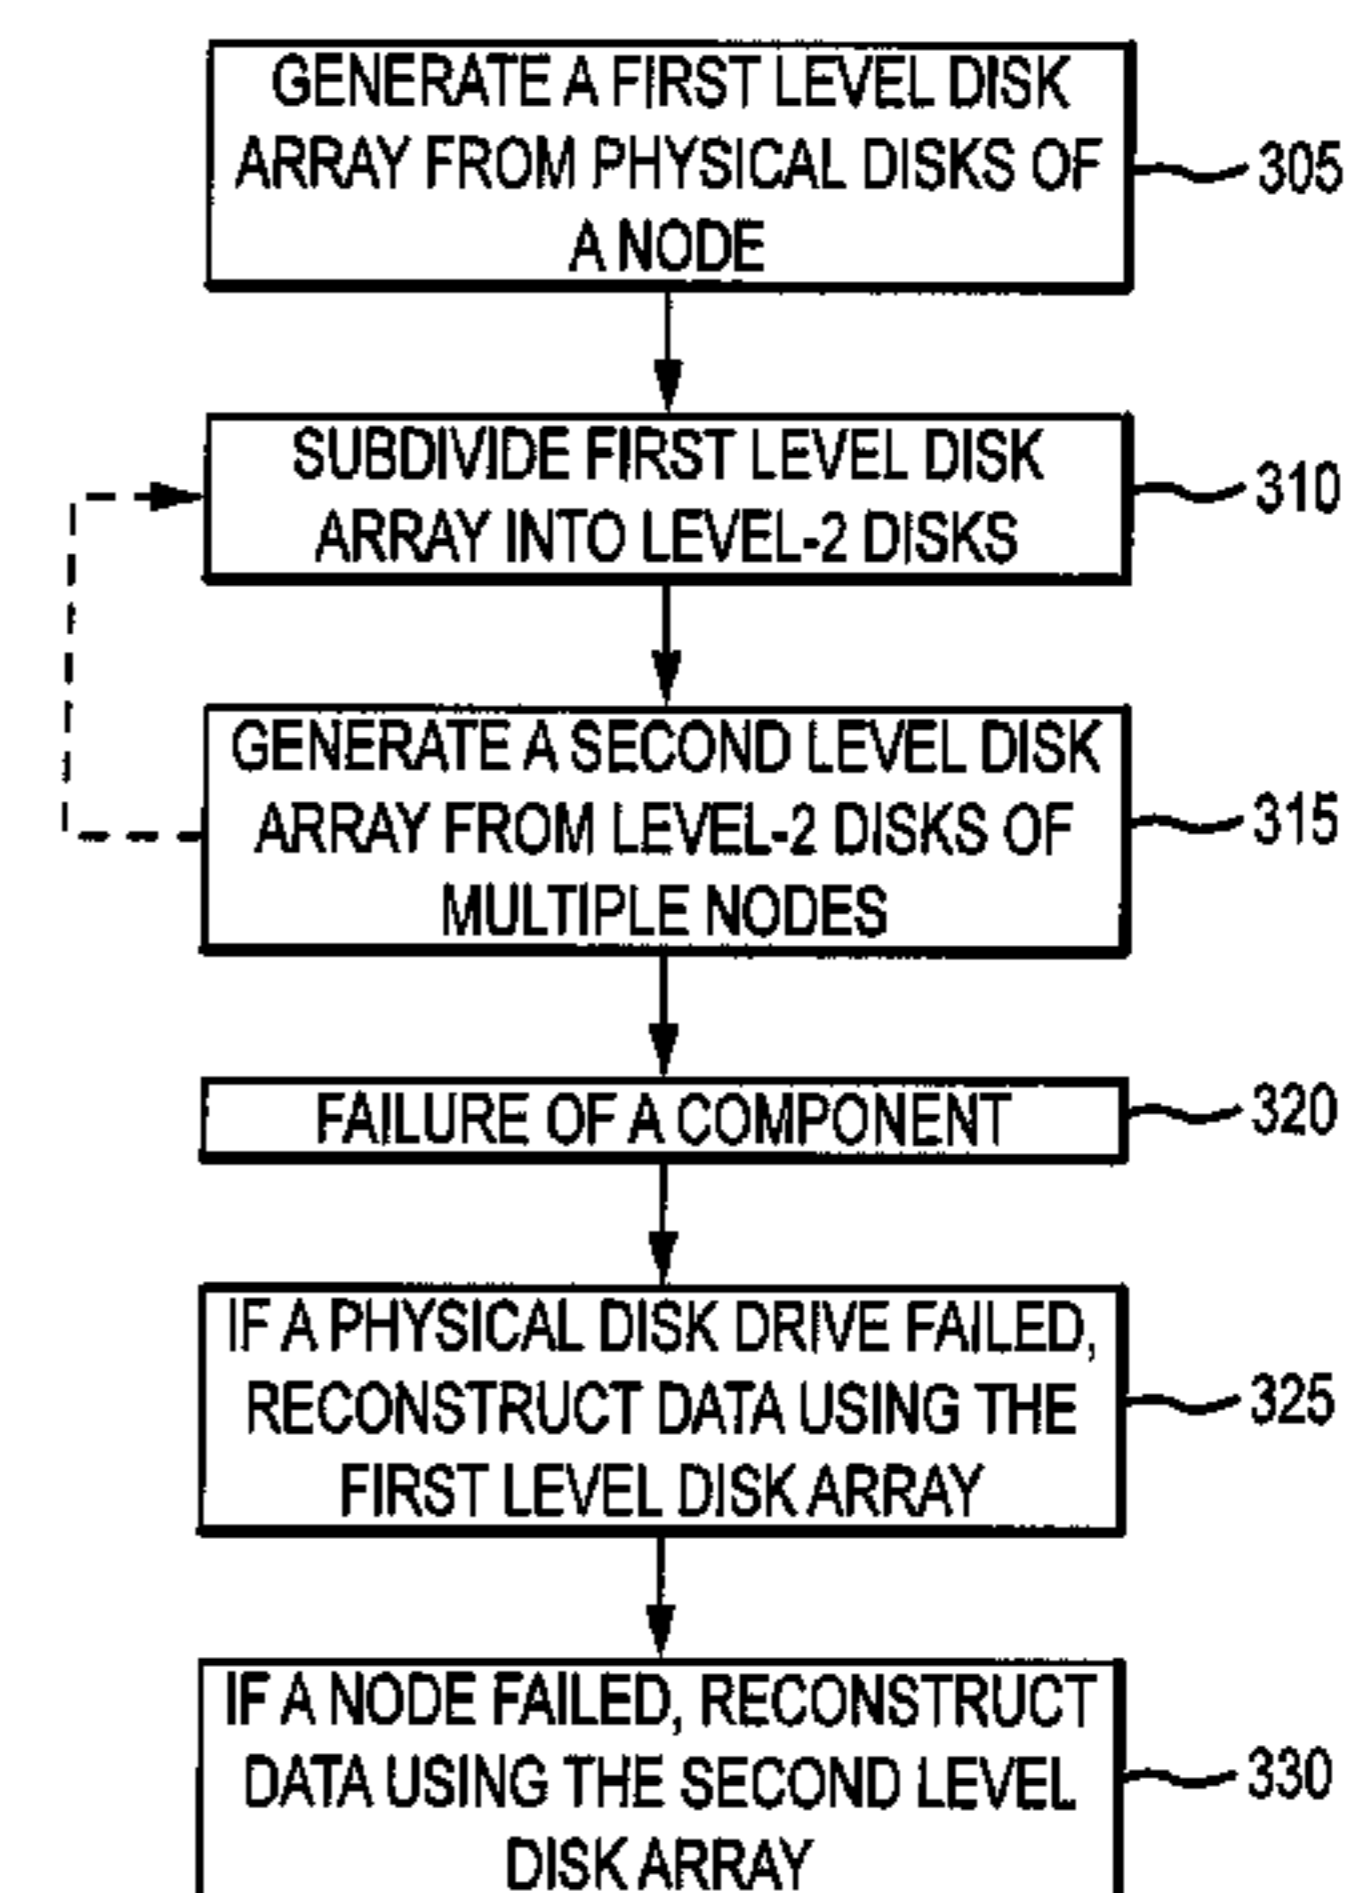 GENERATE A FIRST LEVEL DISK
ARRAY FROM PHYSICAL DISKS OF
A NODE
305
SUBDIVIDE FIRST LEVEL DISK
ARRAY INTO LEVEL-2 DISKS
310
GENERATE A SECOND LEVEL DISK
ARRAY FROM LEVEL-2 DISKS OF
MULTIPLE NODES
315
FAILURE OF A COMPONENT
320
IF A PHYSICAL DISK DRIVE FAILED,
RECONSTRUCT DATA USING THE
FIRST LEVEL DISK ARRAY
325
IF A NODE FAILED, RECONSTRUCT
DATA USING THE SECOND LEVEL
DISK ARRAY
330